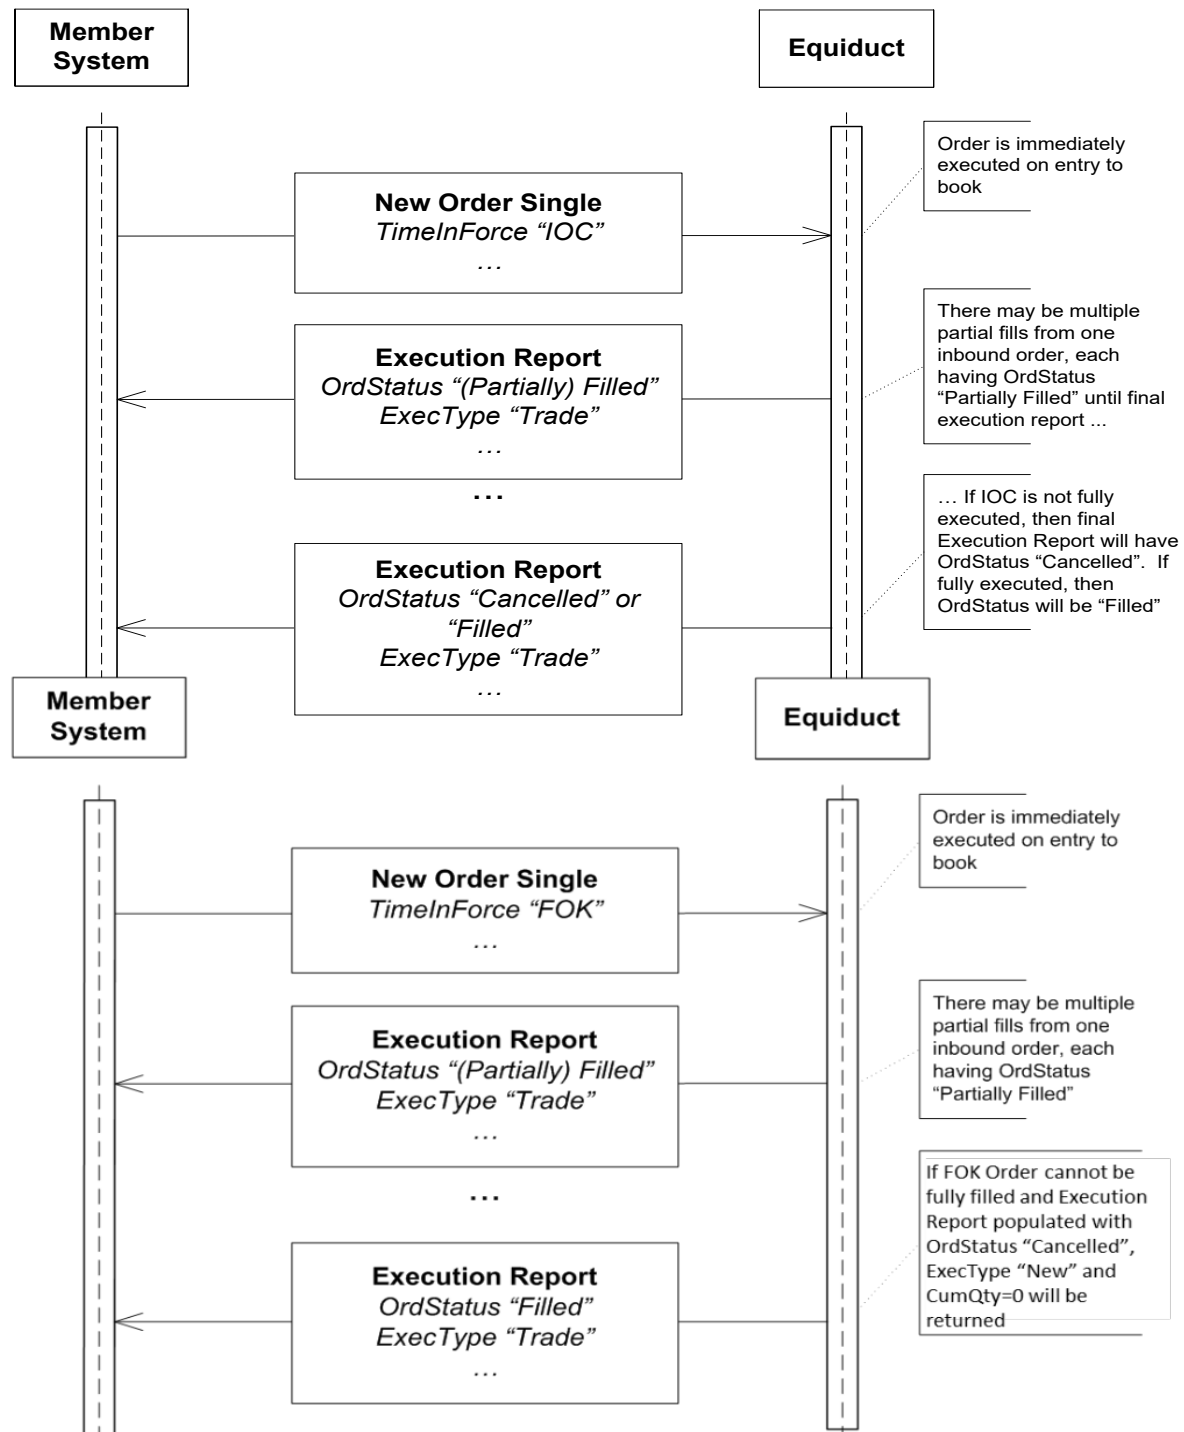 Member
System
Equiduct
Order is immediately
executed on entry to
book
New Order Single
TimeInForce “IOC”
…
There may be multiple
partial fills from one
inbound order, each
having OrdStatus
“Partially Filled” until final
execution report ...
Execution Report
OrdStatus “(Partially) Filled”
ExecType “Trade”
…
…
… If IOC is not fully
executed, then final
Execution Report will have
OrdStatus “Cancelled”.  If
fully executed, then
OrdStatus will be “Filled”
Execution Report
OrdStatus “Cancelled” or
“Filled”
ExecType “Trade”
…
Member
System
Equiduct
Order is immediately
executed on entry to
book
New Order Single
TimeInForce “FOK”
…
There may be multiple
partial fills from one
inbound order, each
having OrdStatus
“Partially Filled”
Execution Report
OrdStatus “(Partially) Filled”
ExecType “Trade”
…
…
If FOK Order cannot be
fully filled and Execution
Report populated with
OrdStatus “Cancelled”,
ExecType “New” and
CumQty=0 will be
returned
Execution Report
OrdStatus “Filled”
ExecType “Trade”
…